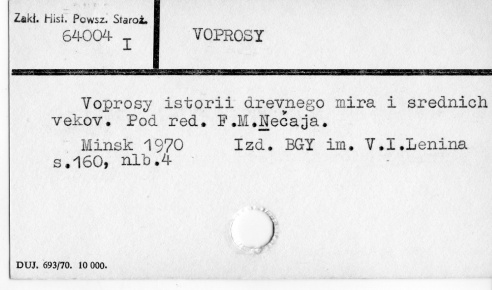 Zakł. Hist. Powsz. Staroż.
64004 I
VOPROSY
Voprosy istorii drevnego mira i srednich
vekov. Pod red. F.M.Nečaja.
Minsk 1970 Izd. BGY im. V.I.Lenina
s.160, nlb.4
DUJ. 693/70. 10 000.